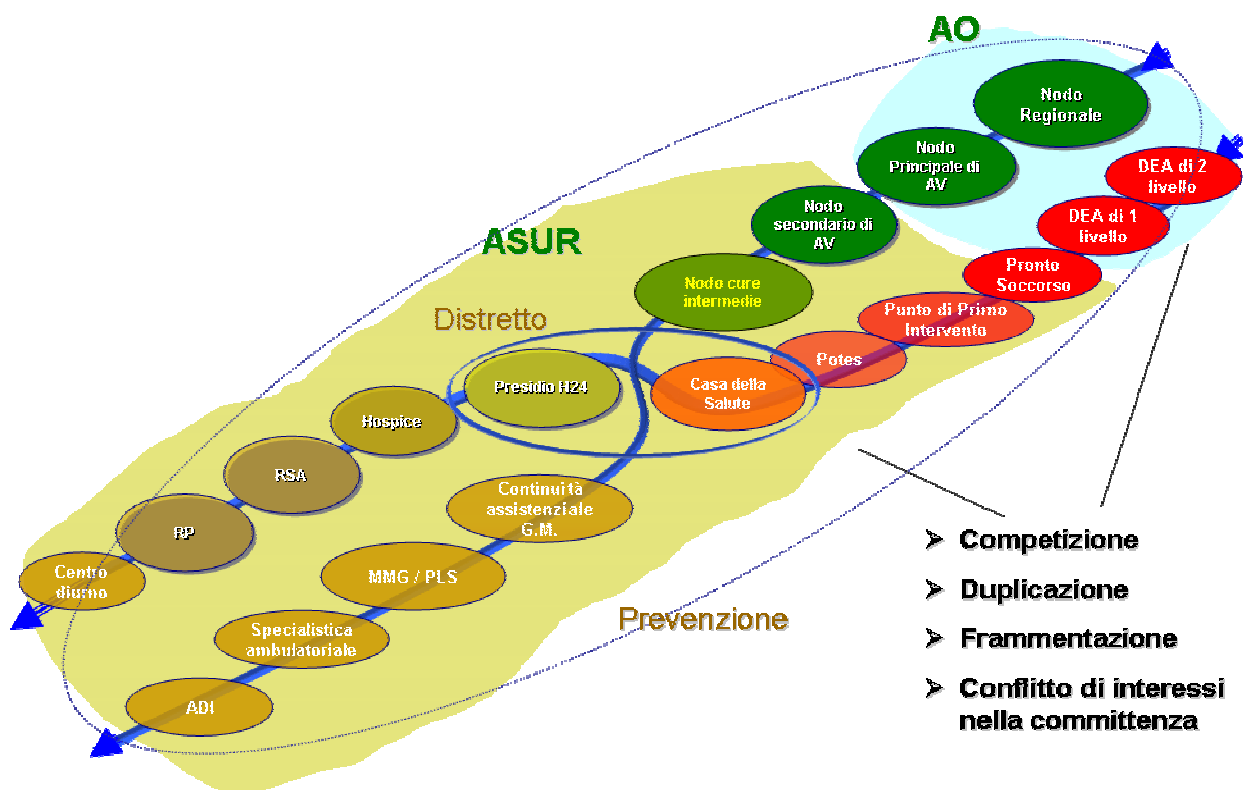 AO
Nodo
Regionale
Nodo
Principale di
AV
DEA di 2
livello
Nodo
secondario di
AV
DEA di 1
livello
ASUR
Pronto
Soccorso
Nodo cure
intermedie
Punto di Primo
Intervento
Distretto
Potes
Presidio H24
Casa della
Salute
Hospice
RSA
Continuità
assistenziale
G.M.
RP
Centro
diurno
MMG / PLS
Specialistica
ambulatoriale
Prevenzione
ADI
➢ Competizione
➢ Duplicazione
➢ Frammentazione
➢ Conflitto di interessi
nella committenza